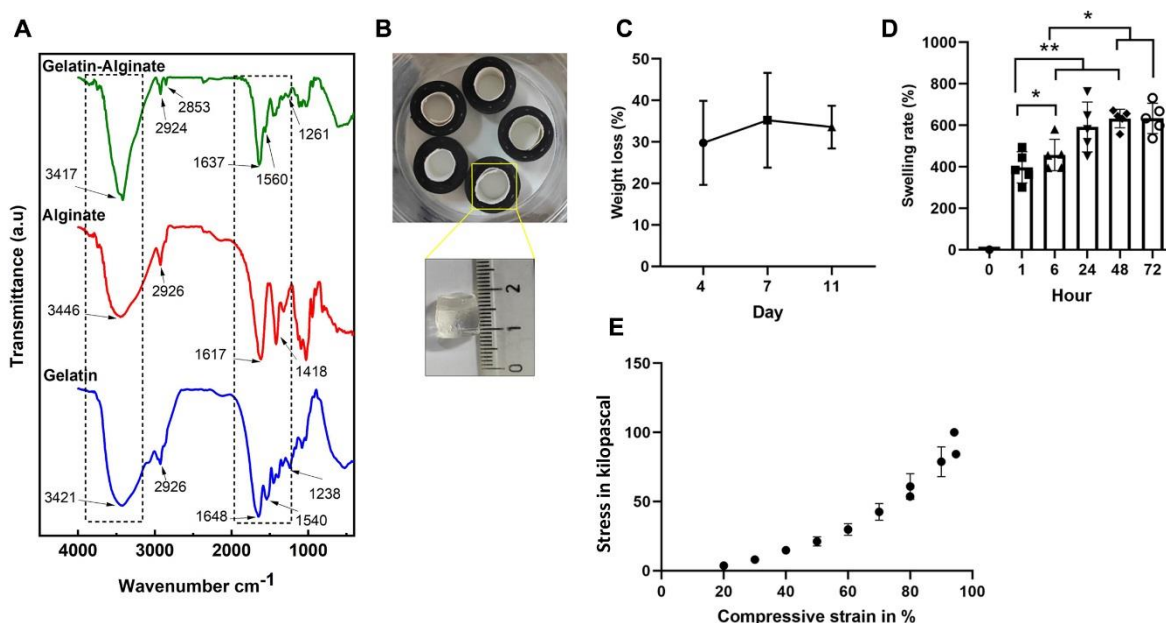 A
Gelatin-Alginate
2853
2924
1261
1637
1560
3417
Alginate
2926
3446
1617
1418
Gelatin
3421
2926
1648
1540
1238
4000 3000 2000 1000
Wavenumber cm-1
Transmittance (a.u)
B
2
1
0
C
50
40
30
20
10
0
Weight loss (%)
4 7 11
Day
D
*
**
*
1000
800
600
400
200
0
Swelling rate (%)
0 1 6 24 48 72
Hour
E
150
100
50
0
Stress in kilopascal
0 20 40 60 80 100
Compressive strain in %